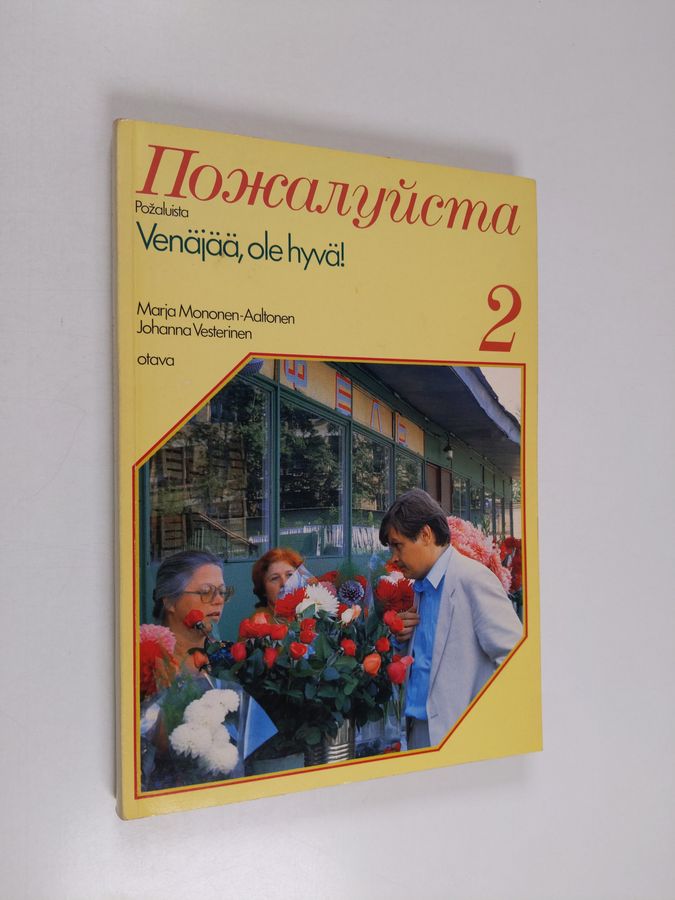 Пожалуйста
Požaluista
Venäjää, ole hyvä!
2
Marja Mononen-Aaltonen
Johanna Vesterinen
otava